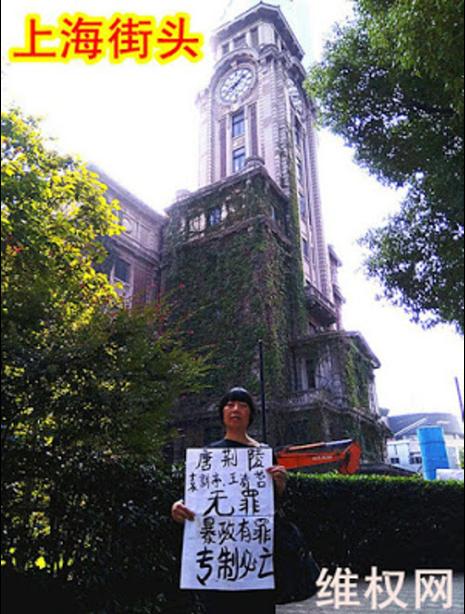 上海街头
唐荆陵
袁新亭、王清营
无罪
暴政有罪
专制必亡
维权网